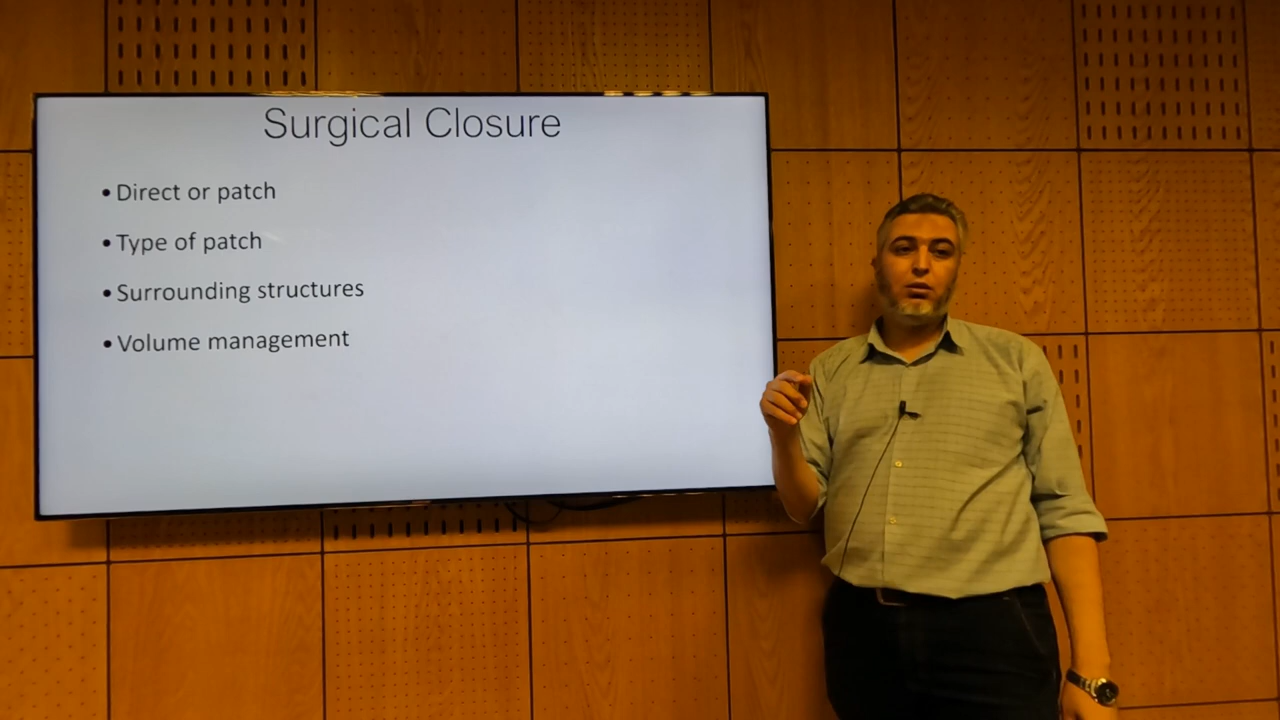 Surgical Closure
• Direct or patch
• Type of patch
• Surrounding structures
• Volume management